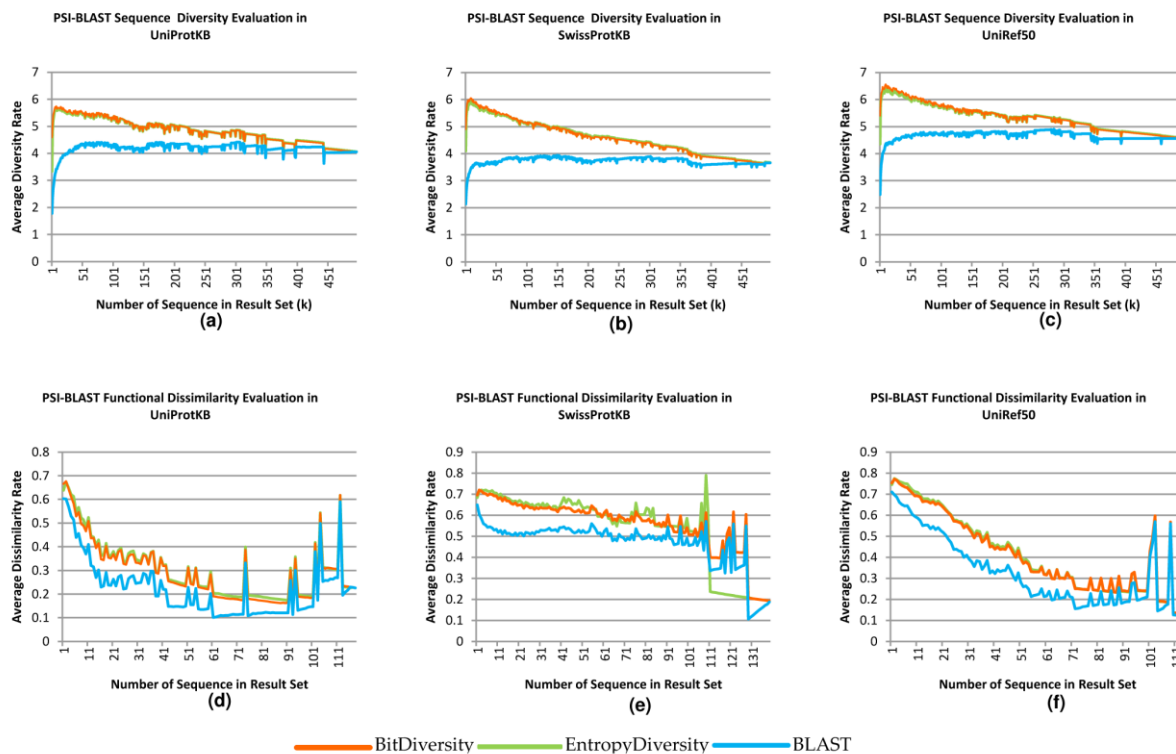 PSI-BLAST Sequence Diversity Evaluation in
UniProtKB
Average Diversity Rate
7
6
5
4
3
2
1
0
1 51 101 151 201 251 301 351 401 451
Number of Sequence in Result Set (k)
(a)
PSI-BLAST Sequence Diversity Evaluation in
SwissProtKB
Average Diversity Rate
7
6
5
4
3
2
1
0
1 51 101 151 201 251 301 351 401 451
Number of Sequence in Result Set (k)
(b)
PSI-BLAST Sequence Diversity Evaluation in
UniRef50
Average Diversity Rate
7
6
5
4
3
2
1
0
1 51 101 151 201 251 301 351 401 451
Number of Sequence in Result Set (k)
(c)
PSI-BLAST Functional Dissimilarity Evaluation in
UniProtKB
Average Dissimilarity Rate
0.8
0.7
0.6
0.5
0.4
0.3
0.2
0.1
0
1 11 21 31 41 51 61 71 81 91 101 111
Number of Sequence in Result Set
(d)
PSI-BLAST Functional Dissimilarity Evaluation in
SwissProtKB
Average Dissimilarity Rate
0.9
0.8
0.7
0.6
0.5
0.4
0.3
0.2
0.1
0
1 11 21 31 41 51 61 71 81 91 101 111 121 131
Number of Sequence in Result Set
(e)
PSI-BLAST Functional Dissimilarity Evaluation in
UniRef50
Average Dissimilarity Rate
0.9
0.8
0.7
0.6
0.5
0.4
0.3
0.2
0.1
0
1 11 21 31 41 51 61 71 81 91 101 111
Number of Sequence in Result Set
(f)
BitDiversity EntropyDiversity BLAST